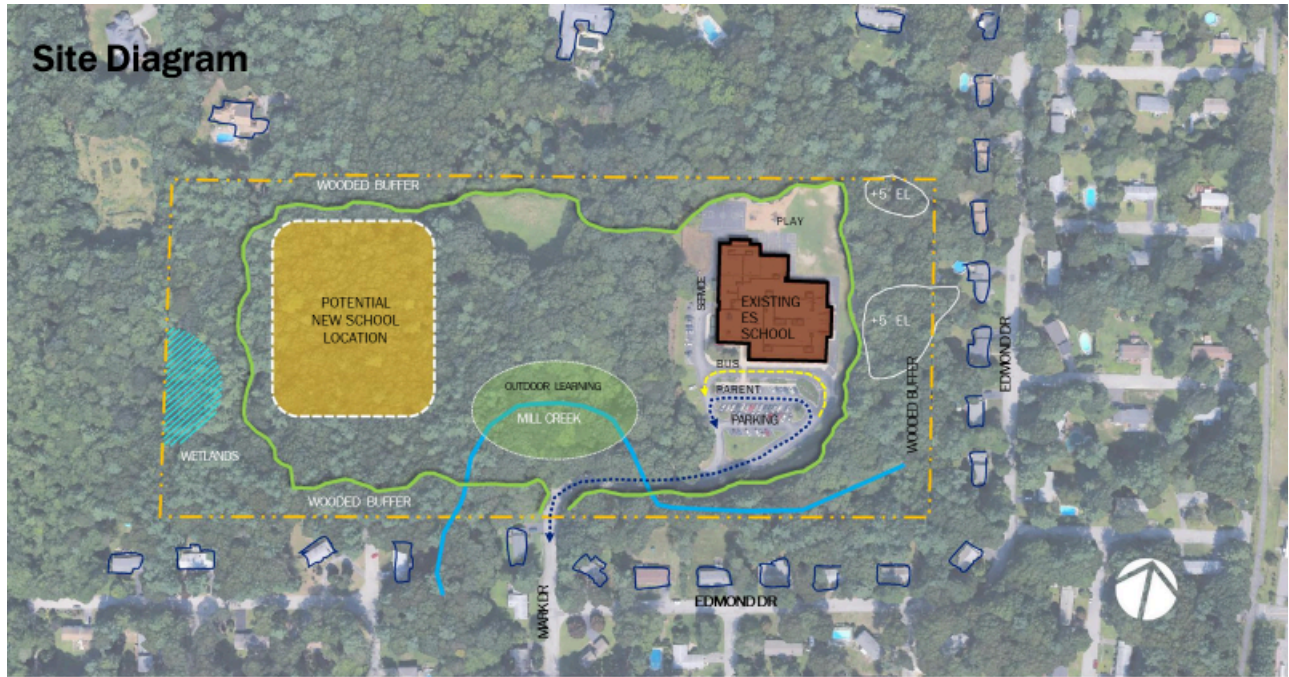 Site Diagram
WOODED BUFFER
+5' EL
PLAY
SERVICE
POTENTIAL
NEW SCHOOL
LOCATION
EXISTING
ES
SCHOOL
+5' EL
EDMOND DR
BUS
PARENT
OUTDOOR LEARNING
MILL CREEK
PARKING
WOODED BUFFER
WETLANDS
WOODED BUFFER
MARK DR
EDMOND DR